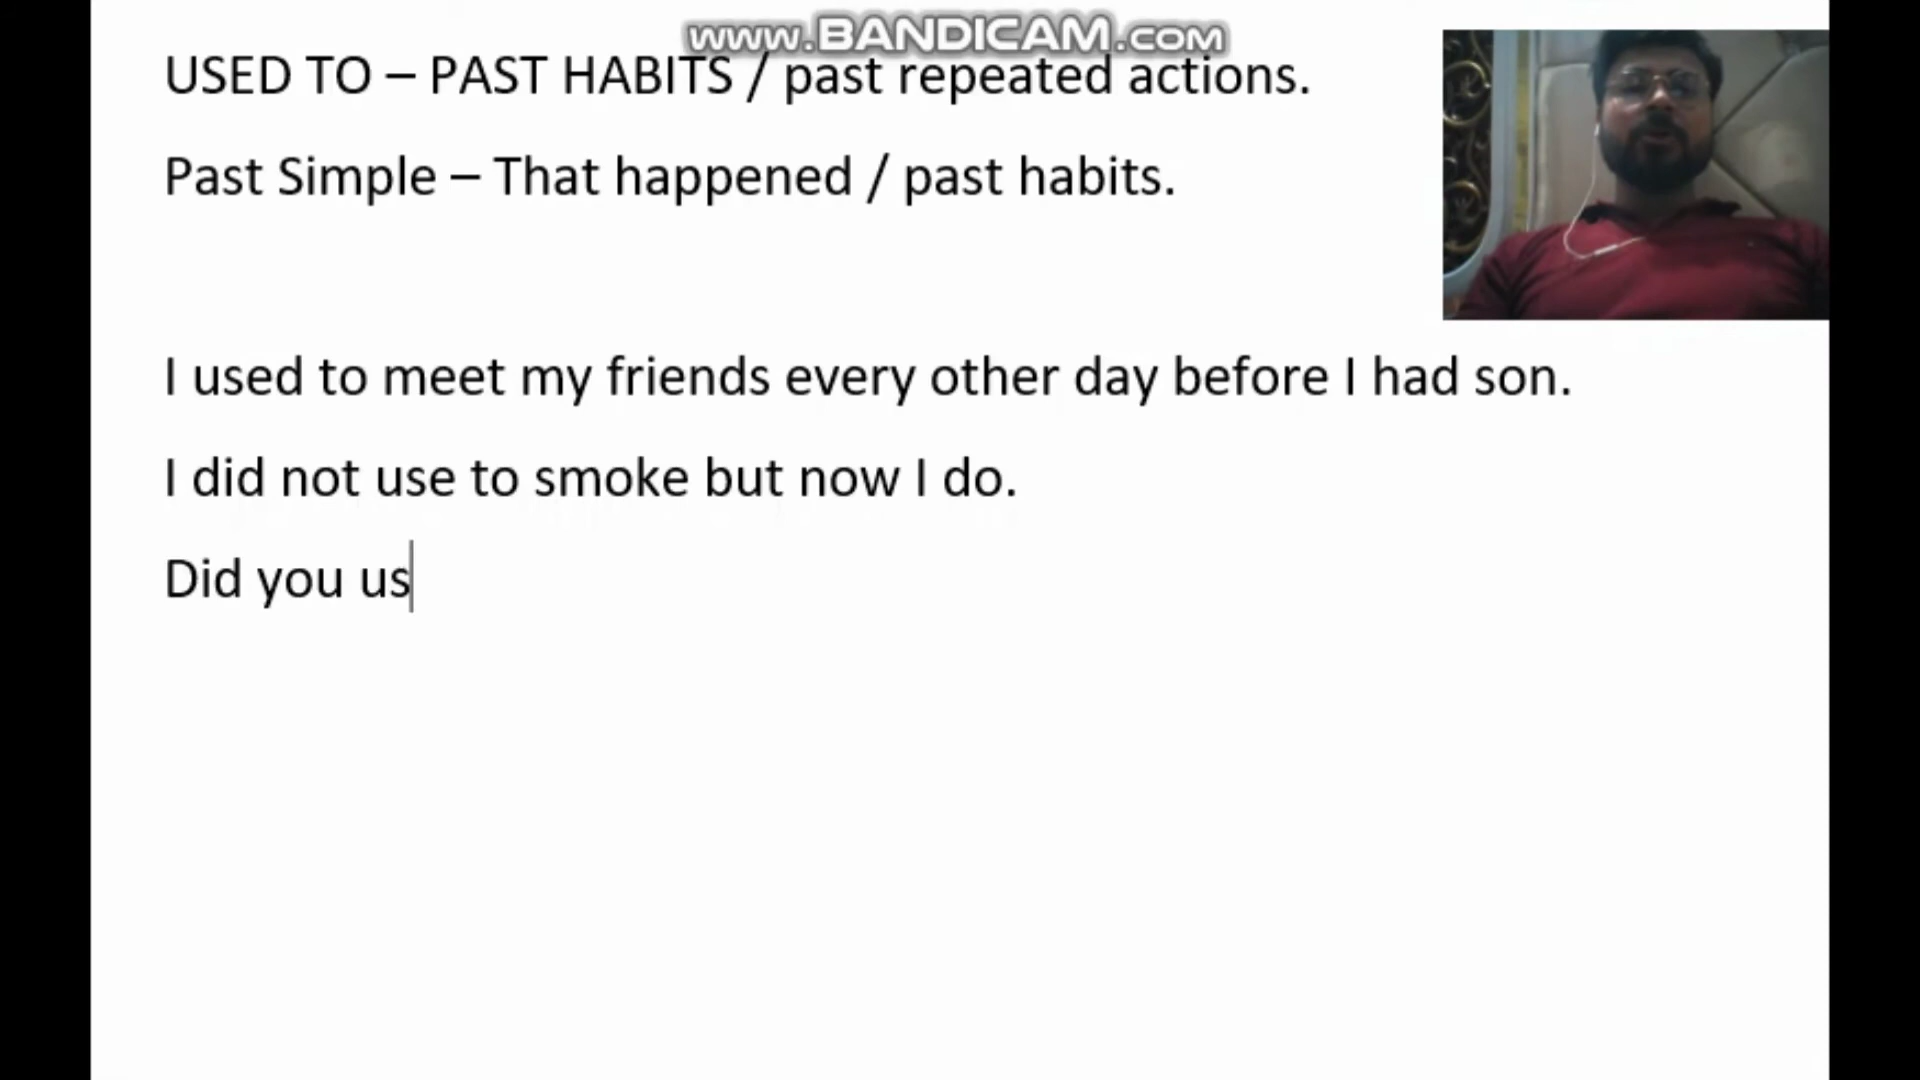 www.BANDICAM.com
USED TO – PAST HABITS / past repeated actions.
Past Simple – That happened / past habits.
I used to meet my friends every other day before I had son.
I did not use to smoke but now I do.
Did you us